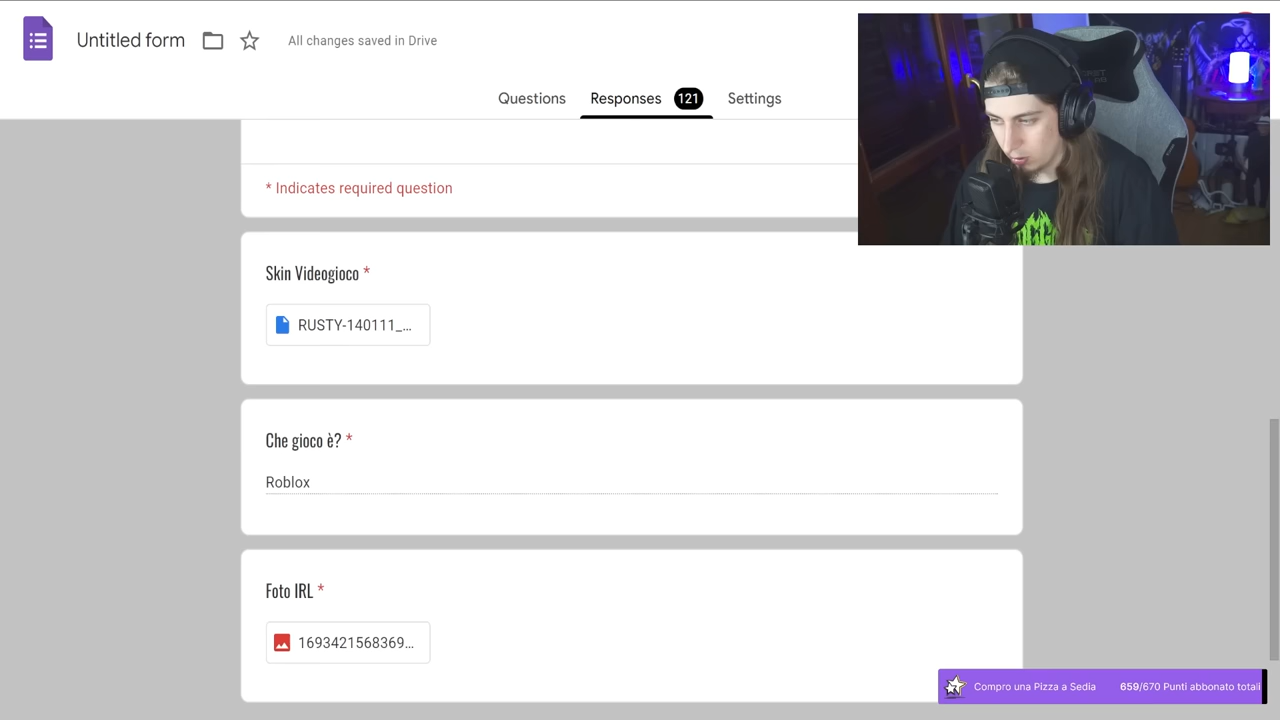 Untitled form
All changes saved in Drive
Questions
Responses 121
Settings
* Indicates required question
Skin Videogioco *
RUSTY-140111_...
Che gioco è? *
Roblox
Foto IRL *
1693421568369...
Compro una Pizza a Sedia 659/670 Punti abbonato totali